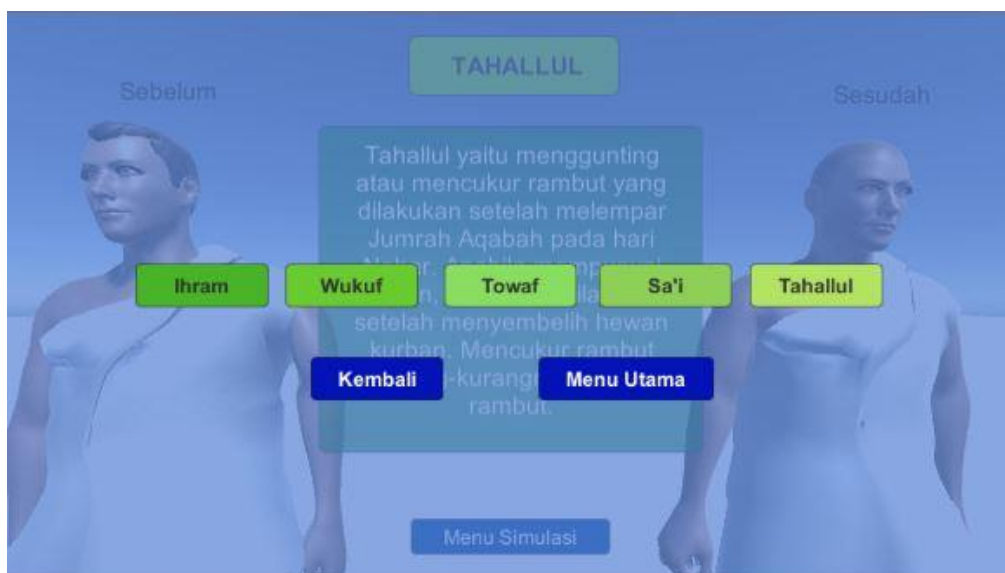 TAHALLUL
Sebelum
Sesudah
Tahallul yaitu menggunting
atau mencukur rambut yang
dilakukan setelah melempar
Jumrah Aqabah pada hari
Ihram
Wukuf
Towaf
Sa'i
Tahallul
setelah menyembelih hewan
kurban. Mencukur rambut
Kembali
Menu Utama
rambut.
Menu Simulasi